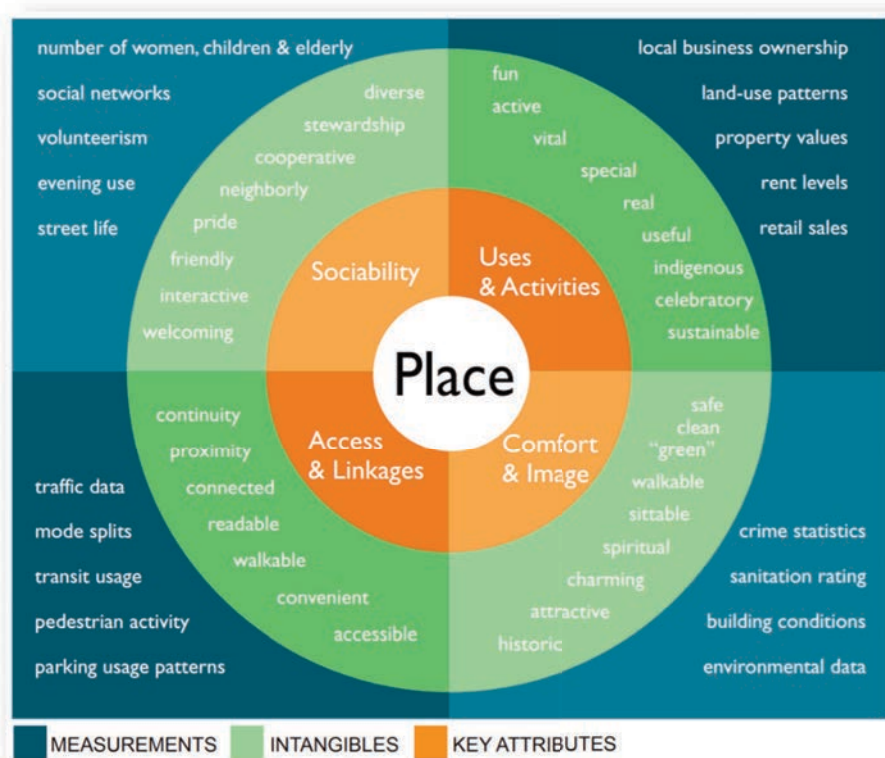 number of women, children & elderly
social networks
volunteerism
evening use
street life
diverse
stewardship
cooperative
neighborly
pride
friendly
interactive
welcoming
Sociability
local business ownership
land-use patterns
property values
rent levels
retail sales
fun
active
vital
special
real
useful
indigenous
celebratory
sustainable
Uses
& Activities
Place
continuity
proximity
connected
readable
walkable
convenient
accessible
Access
& Linkages
traffic data
mode splits
transit usage
pedestrian activity
parking usage patterns
Comfort
& Image
safe
clean
“green”
walkable
sittable
spiritual
charming
attractive
historic
crime statistics
sanitation rating
building conditions
environmental data
MEASUREMENTS
INTANGIBLES
KEY ATTRIBUTES